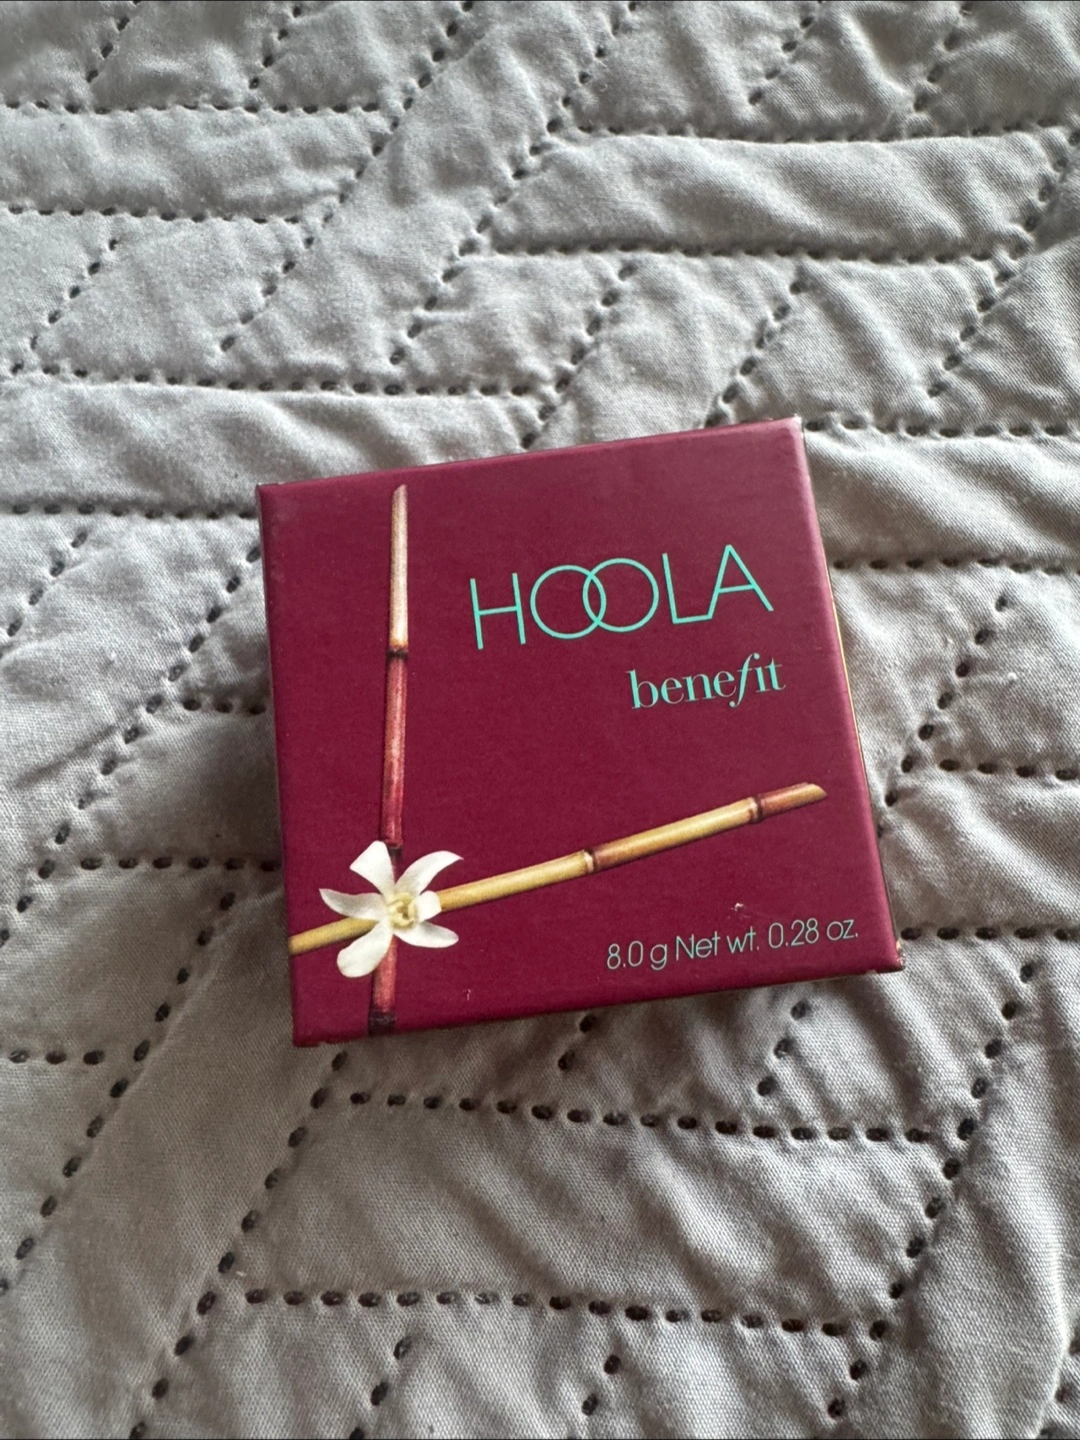 HOOLA
benefit
8.0 g Net wt. 0.28 oz.